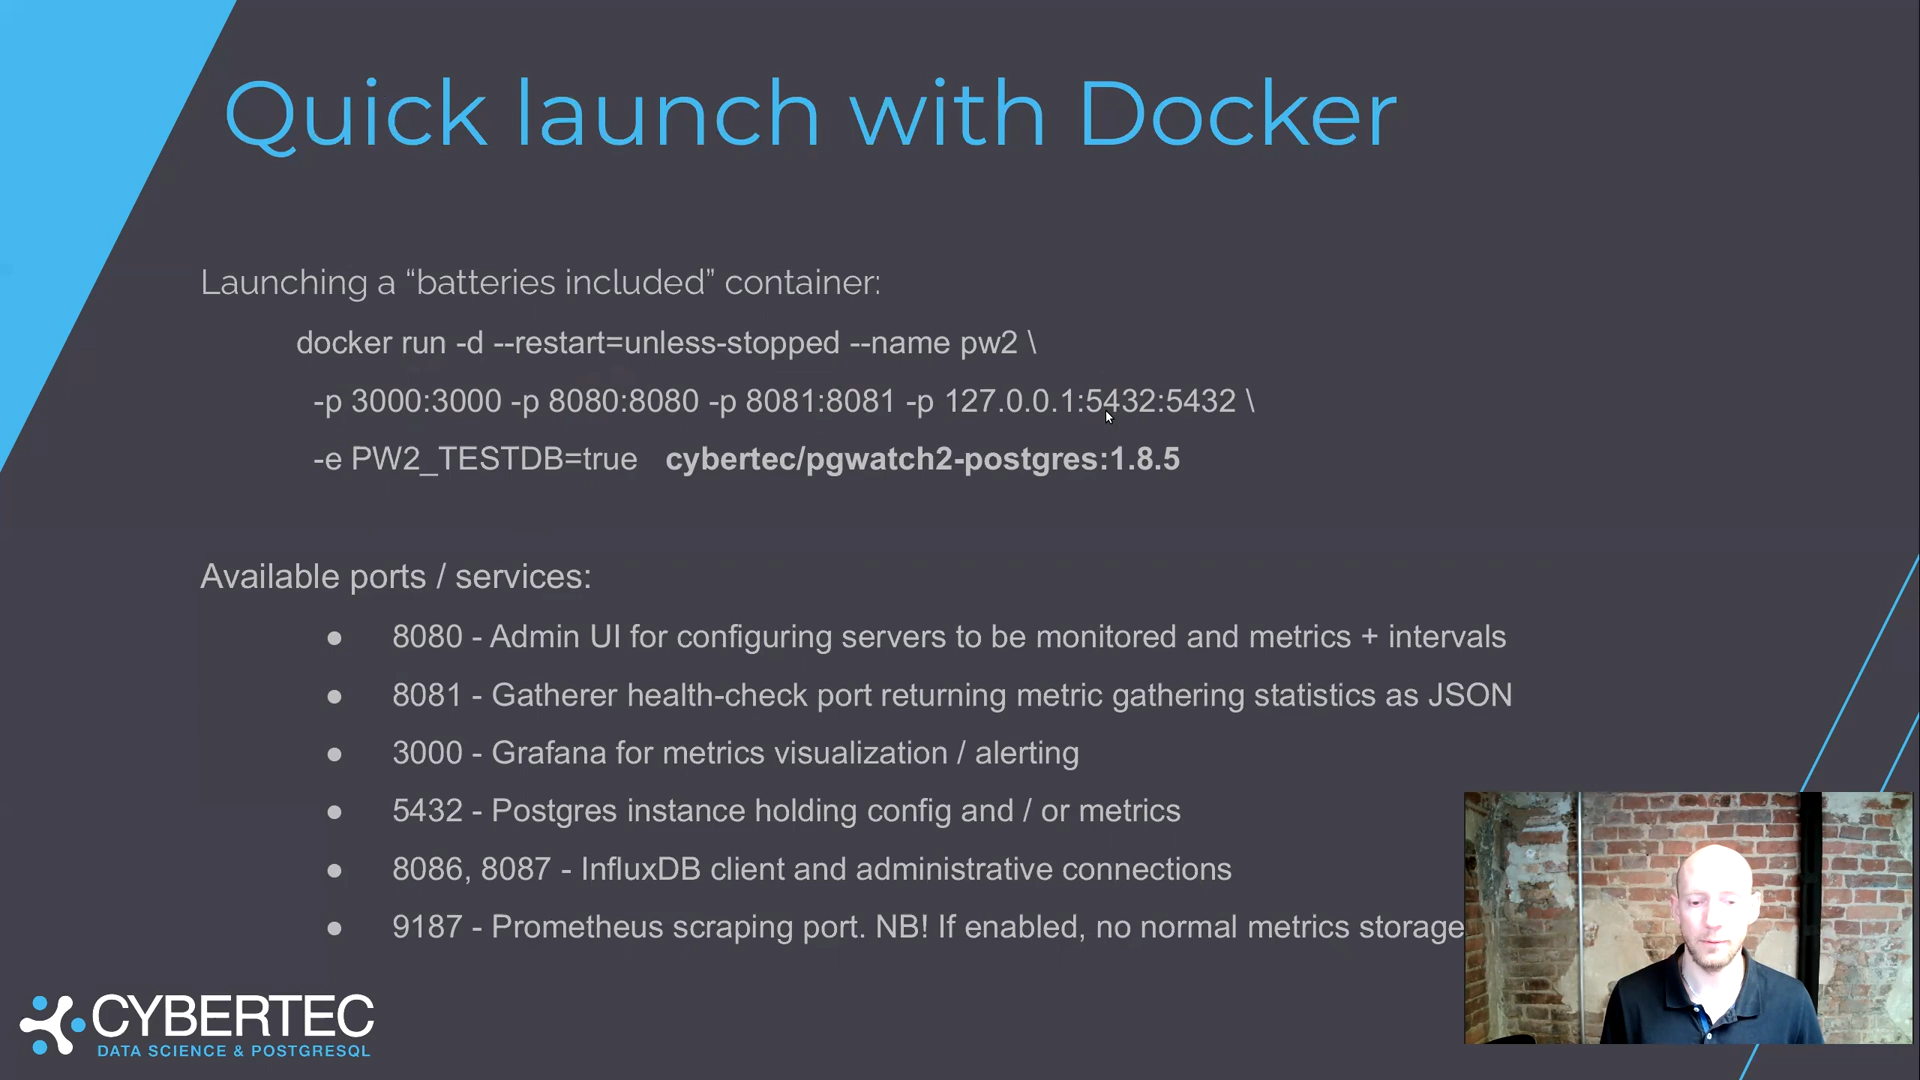 Quick launch with Docker
Launching a “batteries included” container:
docker run -d --restart=unless-stopped --name pw2 \
-p 3000:3000 -p 8080:8080 -p 8081:8081 -p 127.0.0.1:5432:5432 \
-e PW2_TESTDB=true cybertec/pgwatch2-postgres:1.8.5
Available ports / services:
● 8080 - Admin UI for configuring servers to be monitored and metrics + intervals
● 8081 - Gatherer health-check port returning metric gathering statistics as JSON
● 3000 - Grafana for metrics visualization / alerting
● 5432 - Postgres instance holding config and / or metrics
● 8086, 8087 - InfluxDB client and administrative connections
● 9187 - Prometheus scraping port. NB! If enabled, no normal metrics storage
CYBERTEC
DATA SCIENCE & POSTGRESQL